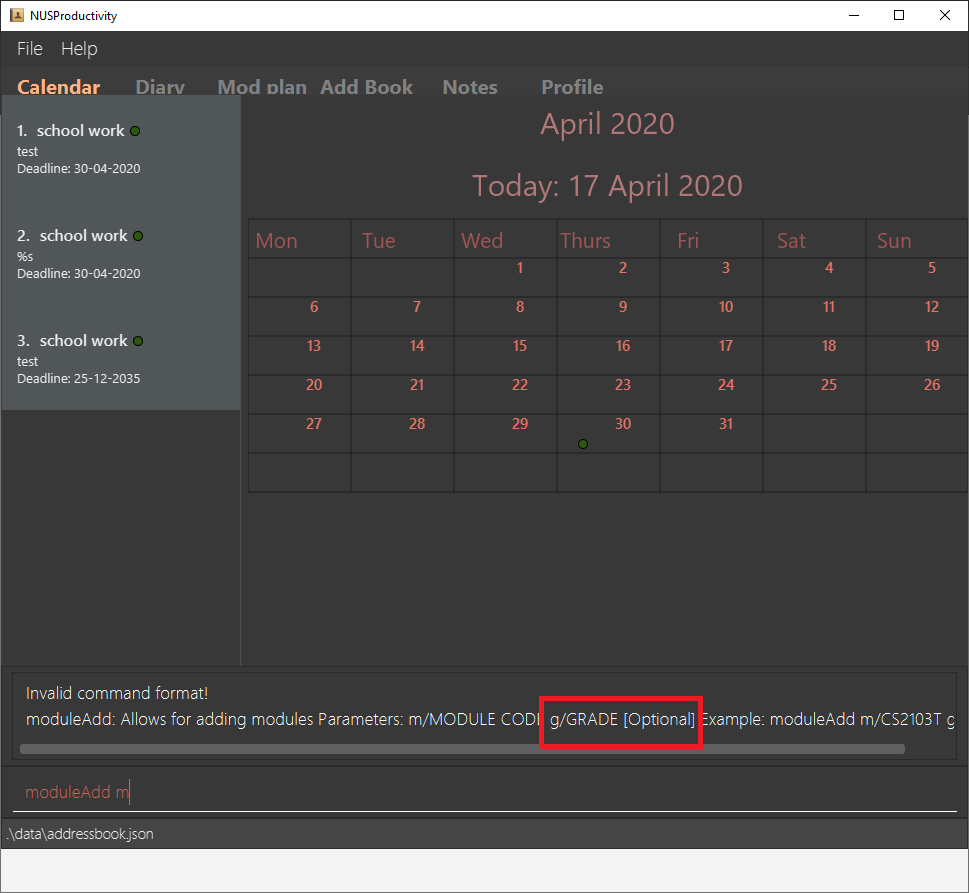 NUSProductivity
File Help
Calendar Diary Mod plan Add Book Notes Profile
1. school work
test
Deadline: 30-04-2020
2. school work
%s
Deadline: 30-04-2020
3. school work
test
Deadline: 25-12-2035
April 2020
Today: 17 April 2020
Mon Tue Wed Thurs Fri Sat Sun
1 2 3 4 5
6 7 8 9 10 11 12
13 14 15 16 17 18 19
20 21 22 23 24 25 26
27 28 29 30 31
Invalid command format!
moduleAdd: Allows for adding modules Parameters: m/MODULE CODE g/GRADE [Optional] Example: moduleAdd m/CS2103T g
moduleAdd m
.\data\addressbook.json